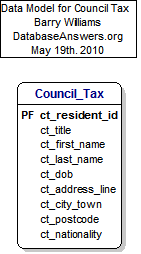 Data Model for Council Tax
Barry Williams
DatabaseAnswers.org
May 19th. 2010
Council_Tax
PF ct_resident_id
ct_title
ct_first_name
ct_last_name
ct_dob
ct_address_line
ct_city_town
ct_postcode
ct_nationality